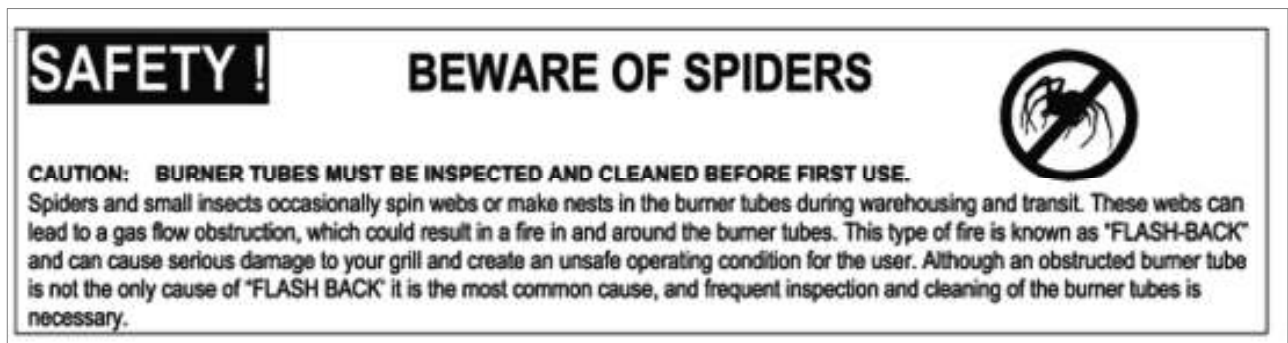 SAFETY !
BEWARE OF SPIDERS
CAUTION: BURNER TUBES MUST BE INSPECTED AND CLEANED BEFORE FIRST USE.
Spiders and small insects occasionally spin webs or make nests in the burner tubes during warehousing and transit. These webs can
lead to a gas flow obstruction, which could result in a fire in and around the burner tubes. This type of fire is known as "FLASH-BACK"
and can cause serious damage to your grill and create an unsafe operating condition for the user. Although an obstructed burner tube
is not the only cause of "FLASH BACK' it is the most common cause, and frequent inspection and cleaning of the burner tubes is
necessary.